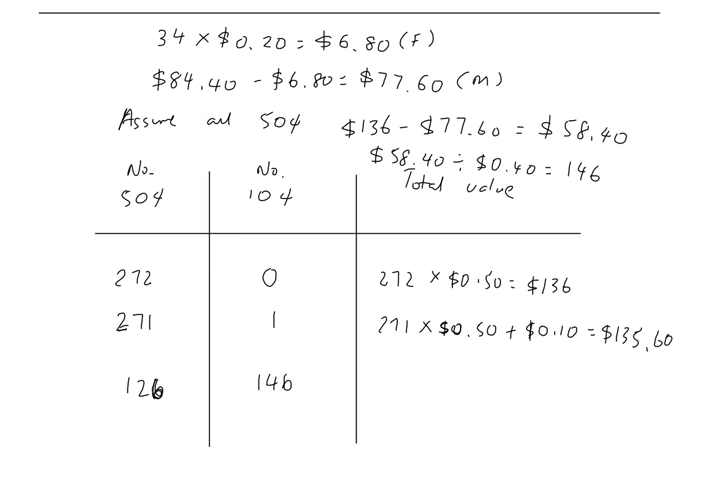 34 × $0.20 = $6.80 (F)
$84.40 - $6.80 = $77.60 (M)
Assume all 50¢
$136 - $77.60 = $58.40
$58.40 ÷ $0.40 = 146
No. 50¢
No. 10¢
Total value
272 0 272 × $0.50 = $136
271 1 271 × $0.50 + $0.10 = $135.60
126 146